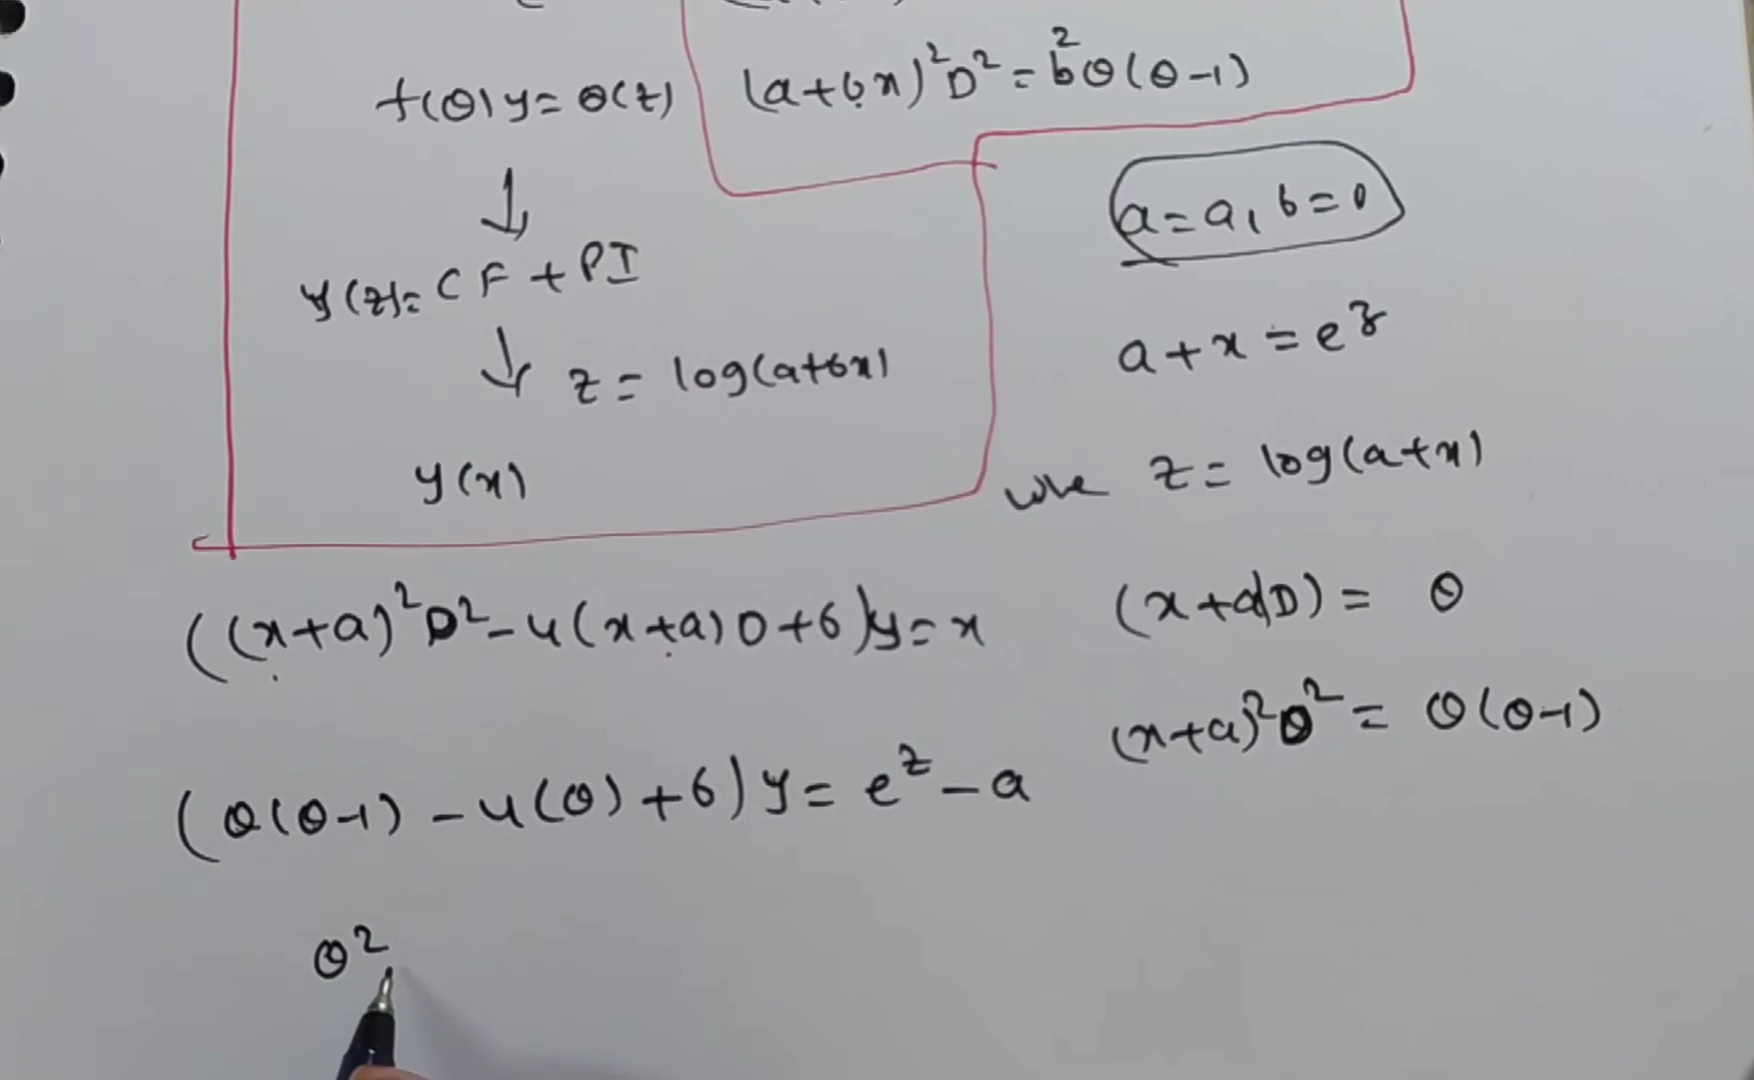 f(θ)y=θ(z)
(a+bx)²D²=b²θ(θ-1)
↓
a=a, b=0
y(z)=CF+PI
a+x=e^z
↓ z=log(a+bx)
y(x)
where z=log(a+x)
((x+a)²D²-4(x+a)D+6)y=x
(x+a)D)=θ
(x+a)²D²=θ(θ-1)
(θ(θ-1)-4(θ)+6)y=e^z-a
θ²